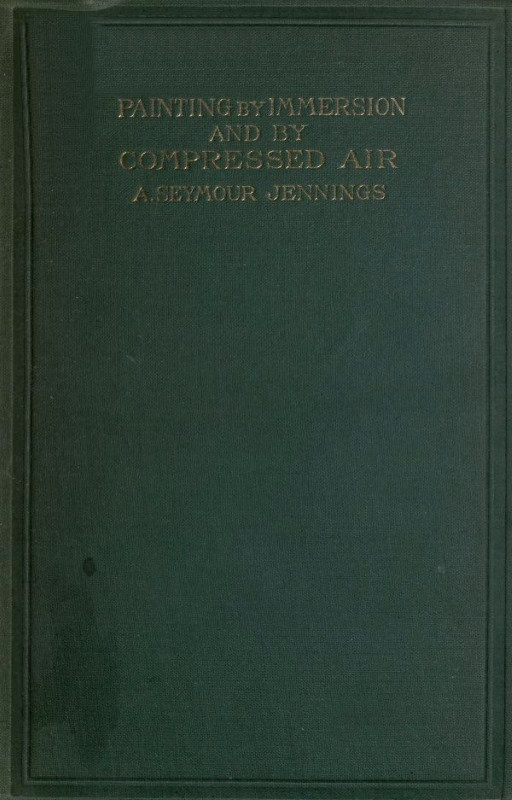 PAINTING BY IMMERSION
AND BY
COMPRESSED AIR
A. SEYMOUR JENNINGS